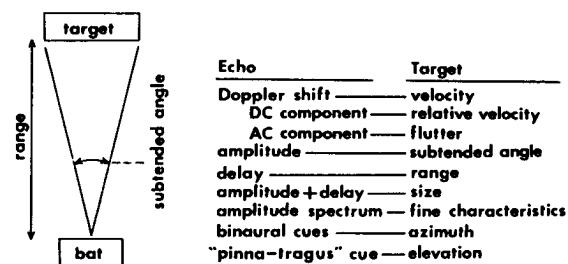 target
range
subtended angle
bat
Echo Target
Doppler shift velocity
DC component relative velocity
AC component flutter
amplitude subtended angle
delay range
amplitude+delay size
amplitude spectrum fine characteristics
binaural cues azimuth
"pinna-tragus" cue elevation